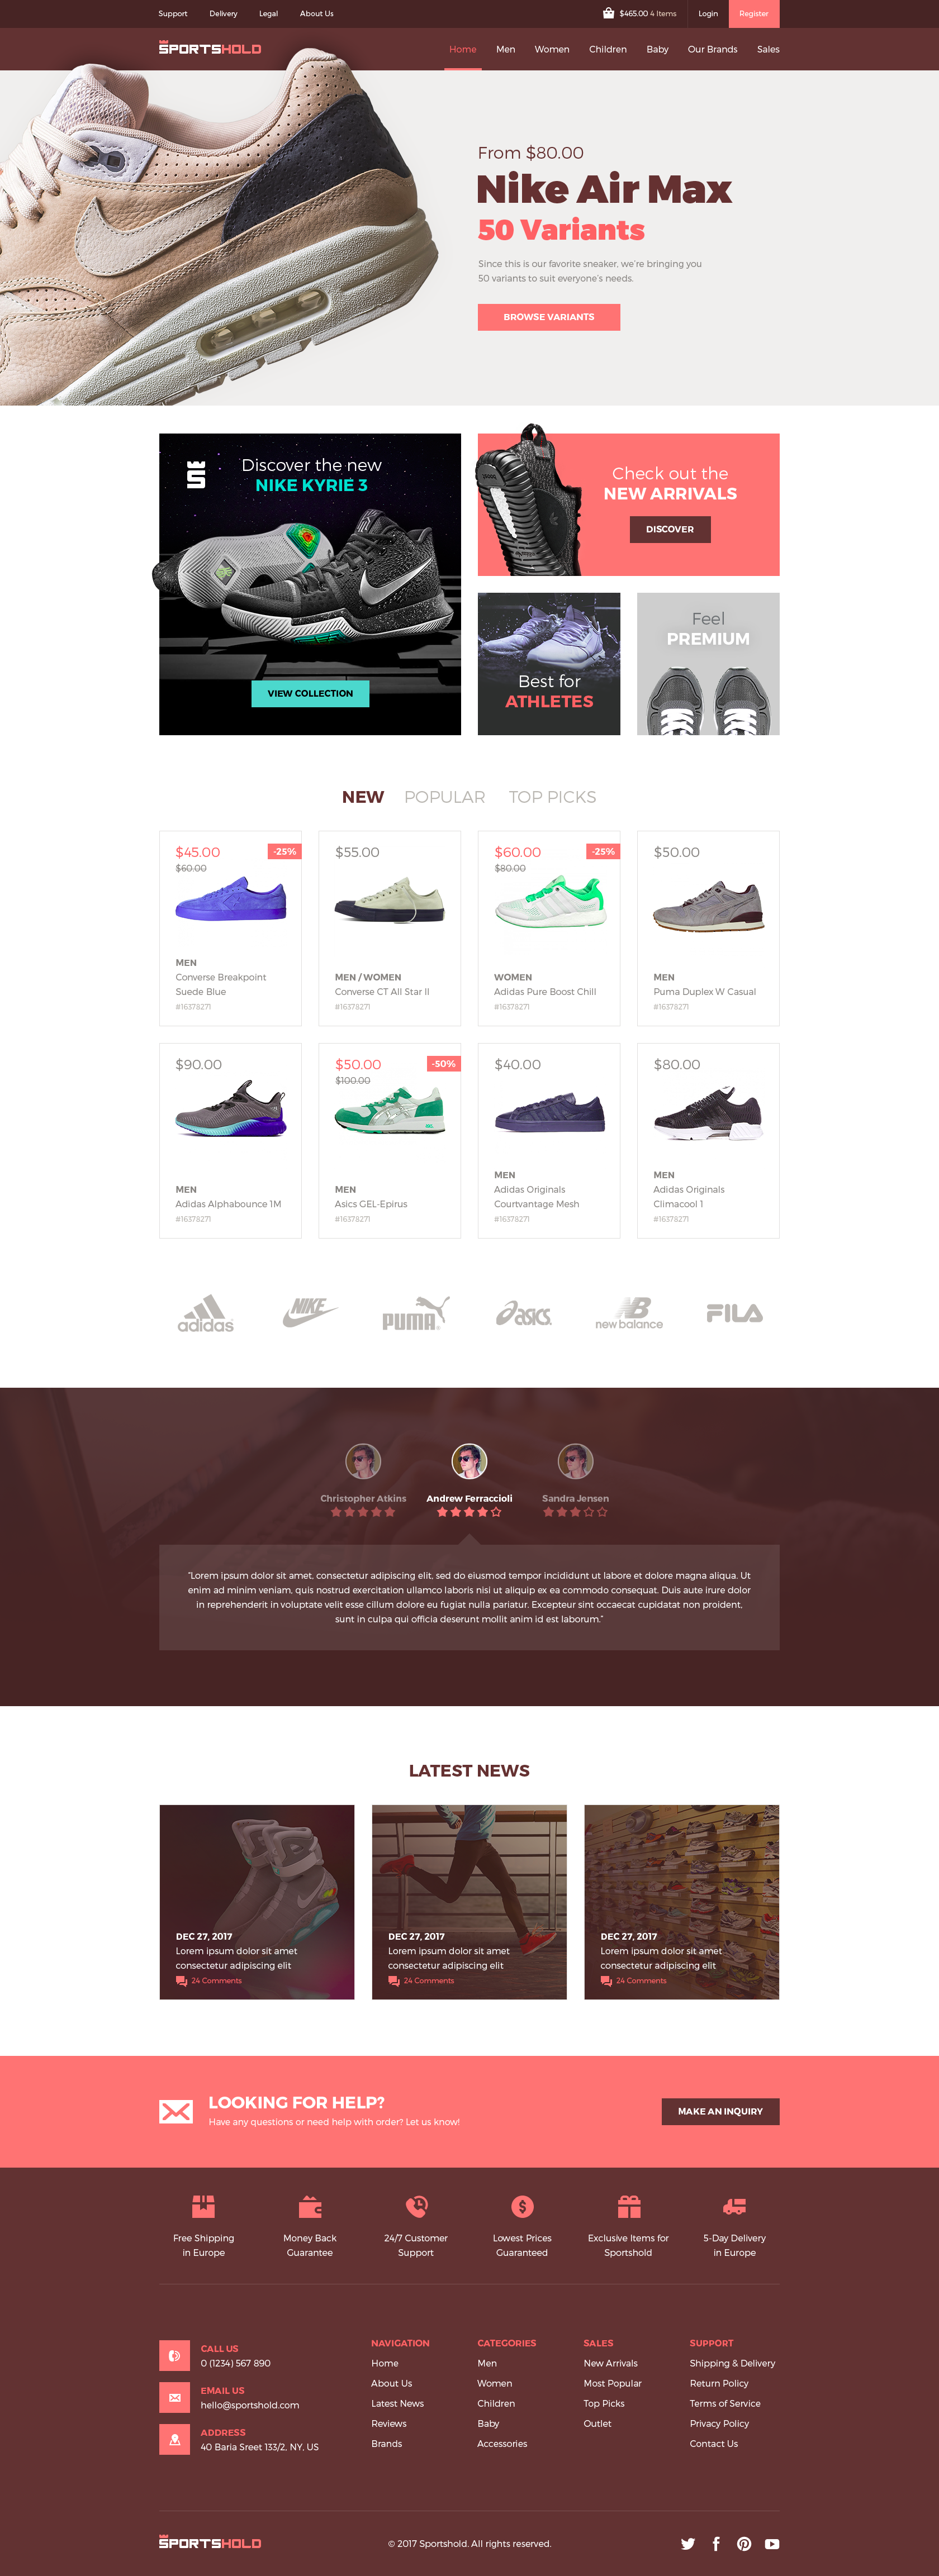 Support Delivery Legal About Us
$465.00 4 Items Login Register
SPORTSHOLD
Home Men Women Children Baby Our Brands Sales
From $80.00
Nike Air Max
50 Variants
Since this is our favorite sneaker, we're bringing you
50 variants to suit everyone's needs.
BROWSE VARIANTS
Discover the new
NIKE KYRIE 3
VIEW COLLECTION
Check out the
NEW ARRIVALS
DISCOVER
Best for
ATHLETES
Feel
PREMIUM
NEW POPULAR TOP PICKS
$45.00
-25%
$60.00
MEN
Converse Breakpoint
Suede Blue
#16378271
$55.00
MEN / WOMEN
Converse CT All Star II
#16378271
$60.00
-25%
$80.00
WOMEN
Adidas Pure Boost Chill
#16378271
$50.00
MEN
Puma Duplex W Casual
#16378271
$90.00
MEN
Adidas Alphabounce 1M
#16378271
$50.00
-50%
$100.00
MEN
Asics GEL-Epirus
#16378271
$40.00
MEN
Adidas Originals
Courtvantage Mesh
#16378271
$80.00
MEN
Adidas Originals
Climacool 1
#16378271
adidas
NIKE
PUMA
asics
new balance
FILA
Christopher Atkins Andrew Ferraccioli Sandra Jensen
"Lorem ipsum dolor sit amet, consectetur adipiscing elit, sed do eiusmod tempor incididunt ut labore et dolore magna aliqua. Ut
enim ad minim veniam, quis nostrud exercitation ullamco laboris nisi ut aliquip ex ea commodo consequat. Duis aute irure dolor
in reprehenderit in voluptate velit esse cillum dolore eu fugiat nulla pariatur. Excepteur sint occaecat cupidatat non proident,
sunt in culpa qui officia deserunt mollit anim id est laborum."
LATEST NEWS
DEC 27, 2017
Lorem ipsum dolor sit amet
consectetur adipiscing elit
24 Comments
DEC 27, 2017
Lorem ipsum dolor sit amet
consectetur adipiscing elit
24 Comments
DEC 27, 2017
Lorem ipsum dolor sit amet
consectetur adipiscing elit
24 Comments
LOOKING FOR HELP?
Have any questions or need help with order? Let us know!
MAKE AN INQUIRY
Free Shipping
in Europe
Money Back
Guarantee
24/7 Customer
Support
Lowest Prices
Guaranteed
Exclusive Items for
Sportshold
5-Day Delivery
in Europe
CALL US
0 (1234) 567 890
EMAIL US
hello@sportshold.com
ADDRESS
40 Baria Sreet 133/2, NY, US
NAVIGATION
Home
About Us
Latest News
Reviews
Brands
CATEGORIES
Men
Women
Children
Baby
Accessories
SALES
New Arrivals
Most Popular
Top Picks
Outlet
SUPPORT
Shipping & Delivery
Return Policy
Terms of Service
Privacy Policy
Contact Us
SPORTSHOLD
© 2017 Sportshold. All rights reserved.